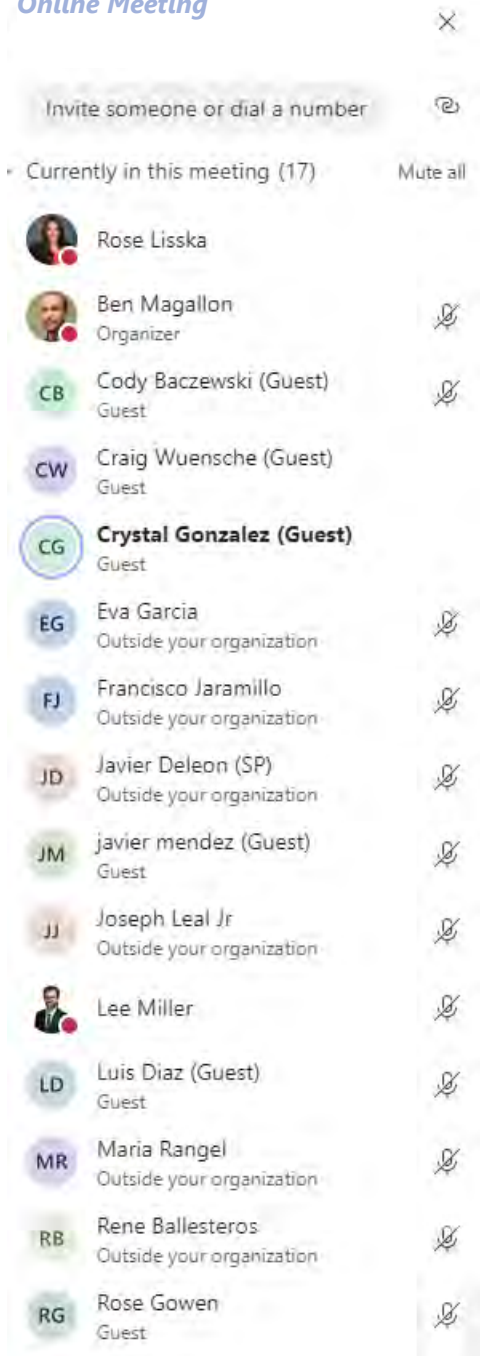 Online Meeting
Invite someone or dial a number
Currently in this meeting (17) Mute all
Rose Lisska
Ben Magallon
Organizer
CB Cody Baczewski (Guest)
Guest
CW Craig Wuensche (Guest)
Guest
CG Crystal Gonzalez (Guest)
Guest
EG Eva Garcia
Outside your organization
FJ Francisco Jaramillo
Outside your organization
JD Javier Deleon (SP)
Outside your organization
JM javier mendez (Guest)
Guest
JJ Joseph Leal Jr
Outside your organization
Lee Miller
LD Luis Diaz (Guest)
Guest
MR Maria Rangel
Outside your organization
RB Rene Ballesteros
Outside your organization
RG Rose Gowen
Guest